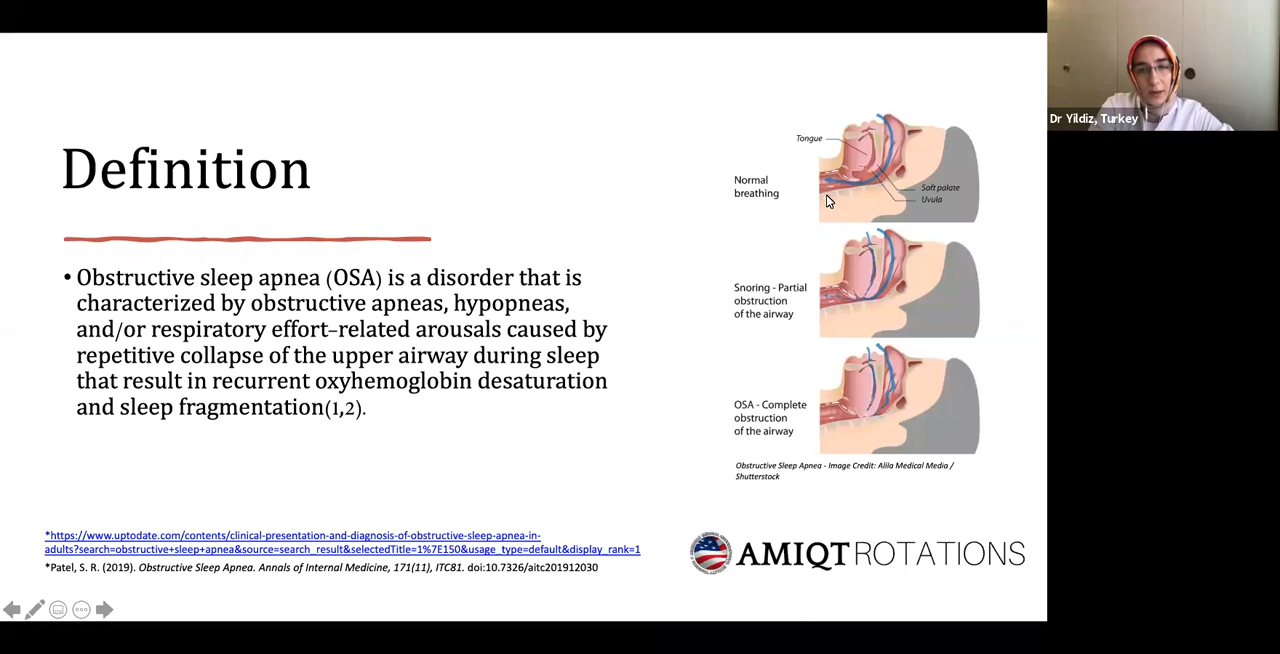 Definition
• Obstructive sleep apnea (OSA) is a disorder that is
characterized by obstructive apneas, hypopneas,
and/or respiratory effort–related arousals caused by
repetitive collapse of the upper airway during sleep
that result in recurrent oxyhemoglobin desaturation
and sleep fragmentation(1,2).
Tongue
Normal
breathing
Soft palate
Uvula
Snoring - Partial
obstruction
of the airway
OSA - Complete
obstruction
of the airway
Obstructive Sleep Apnea - Image Credit: Alila Medical Media /
Shutterstock
*https://www.uptodate.com/contents/clinical-presentation-and-diagnosis-of-obstructive-sleep-apnea-in-
adults?search=obstructive+sleep+apnea&source=search_result&selectedTitle=1%7E150&usage_type=default&display_rank=1
*Patel, S. R. (2019). Obstructive Sleep Apnea. Annals of Internal Medicine, 171(11), ITC81. doi:10.7326/aitc201912030
AMIQT ROTATIONS
Dr Yildiz, Turkey